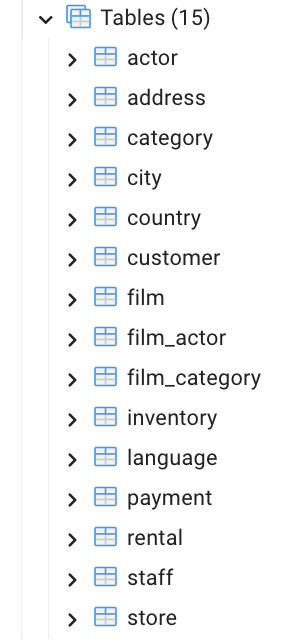 Tables (15)
actor
address
category
city
country
customer
film
film_actor
film_category
inventory
language
payment
rental
staff
store